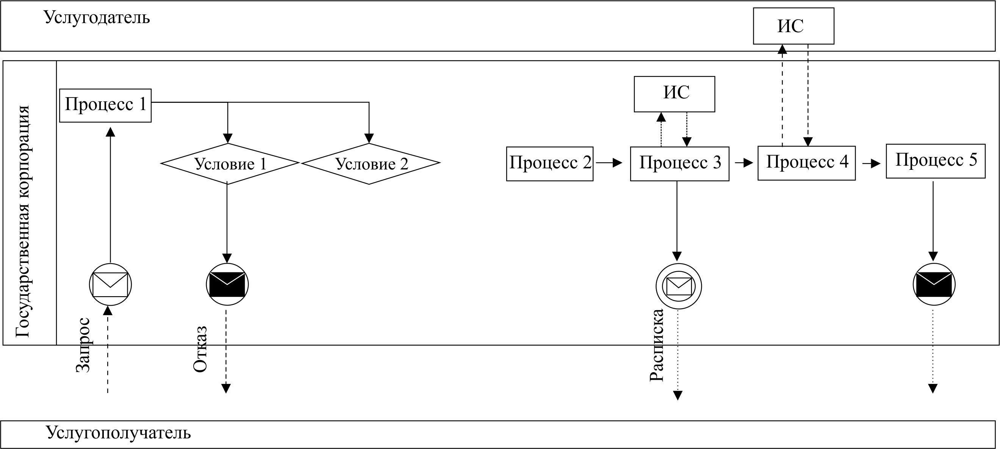 Услугодатель
ИС
Государственная корпорация
Процесс 1
ИС
Условие 1
Условие 2
Процесс 2
Процесс 3
Процесс 4
Процесс 5
Запрос
Отказ
Расписка
Услугополучатель